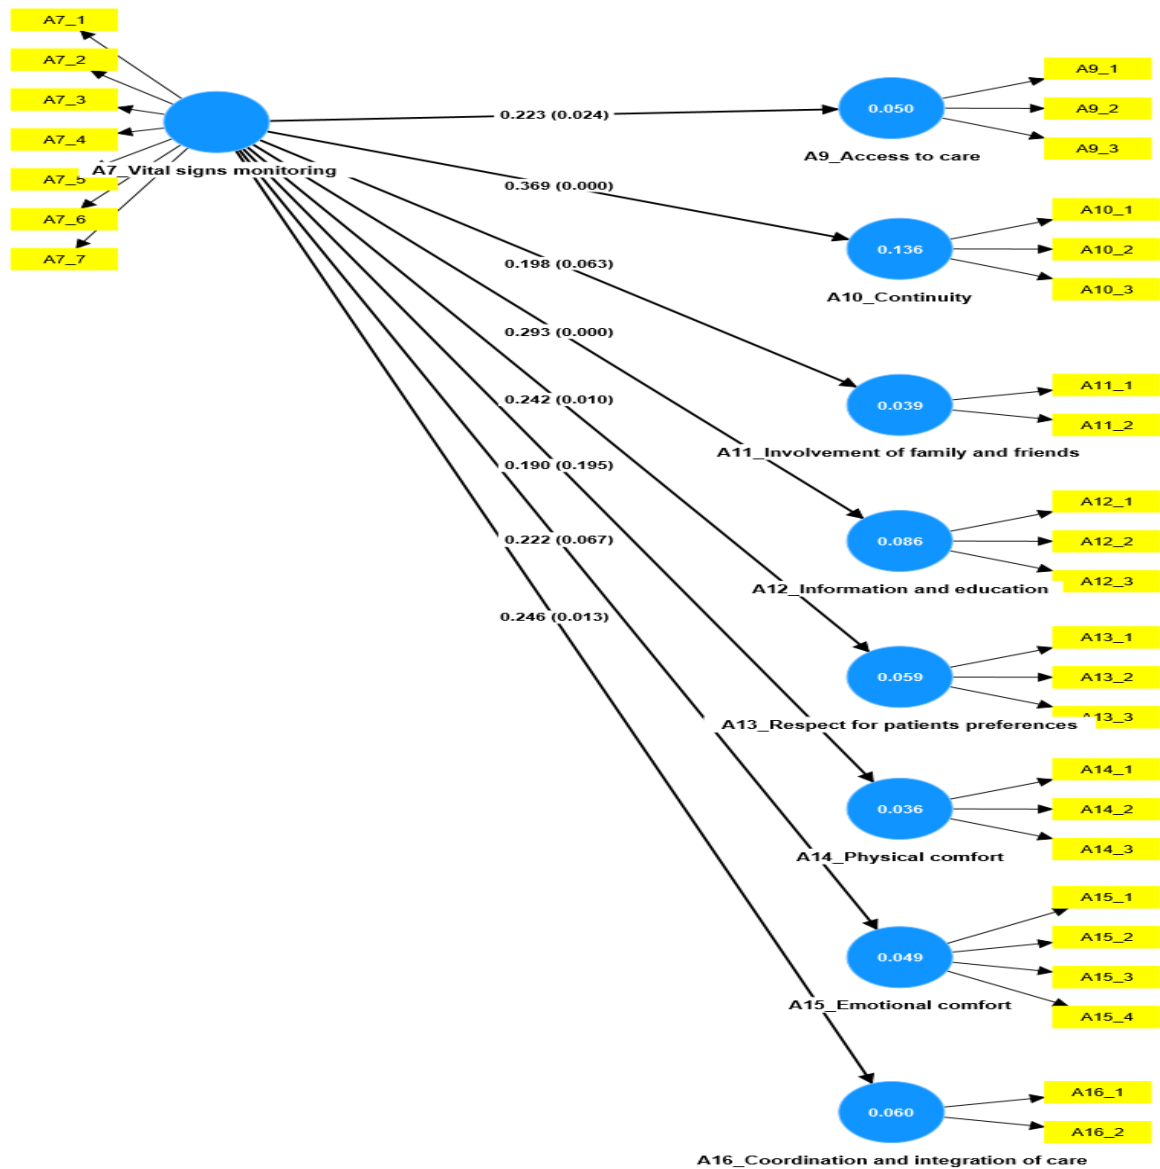 A7_1
A7_2
A7_3
A7_4
A7_5
A7_6
A7_7
A7_Vital signs monitoring
0.223 (0.024)
0.369 (0.000)
0.198 (0.063)
0.293 (0.000)
0.242 (0.010)
0.190 (0.195)
0.222 (0.067)
0.246 (0.013)
0.050
A9_Access to care
A9_1
A9_2
A9_3
0.136
A10_Continuity
A10_1
A10_2
A10_3
0.039
A11_Involvement of family and friends
A11_1
A11_2
0.086
A12_Information and education
A12_1
A12_2
A12_3
0.059
A13_Respect for patients preferences
A13_1
A13_2
A13_3
0.036
A14_Physical comfort
A14_1
A14_2
A14_3
0.049
A15_Emotional comfort
A15_1
A15_2
A15_3
A15_4
0.060
A16_Coordination and integration of care
A16_1
A16_2